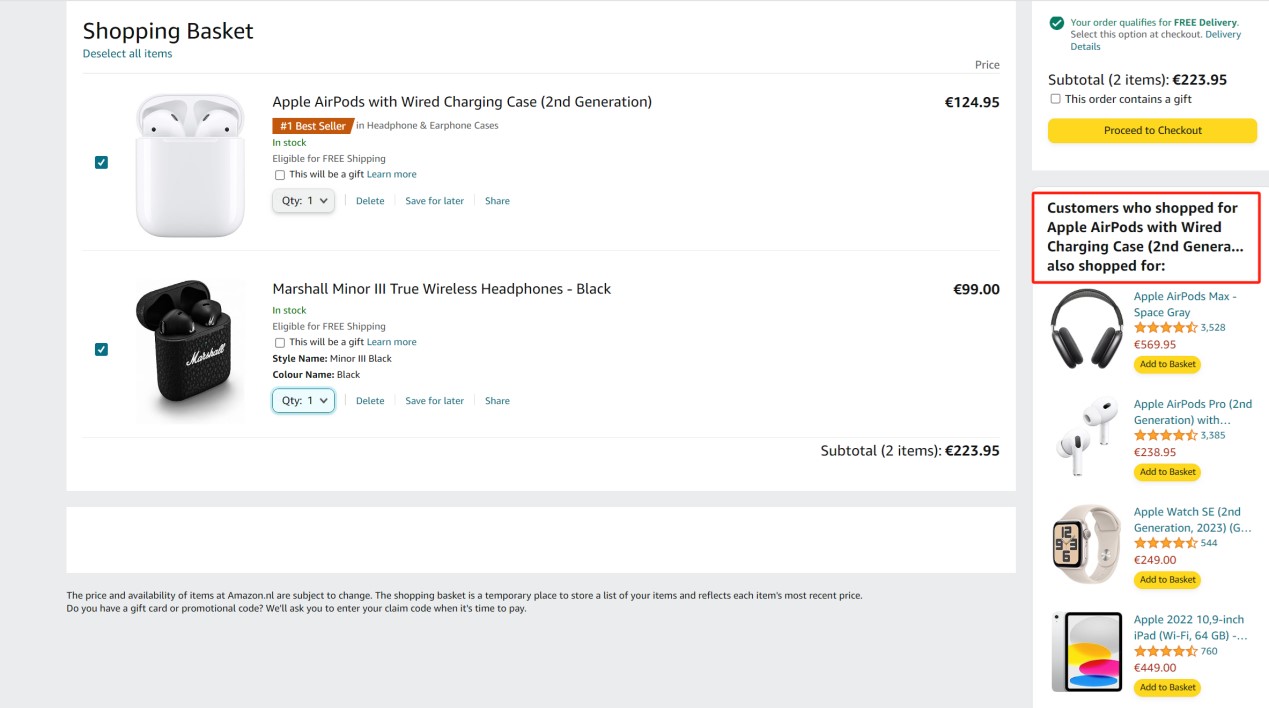 Shopping Basket
Deselect all items
Price
Apple AirPods with Wired Charging Case (2nd Generation)
€124.95
#1 Best Seller in Headphone & Earphone Cases
In stock
Eligible for FREE Shipping
This will be a gift Learn more
Qty: 1 Delete Save for later Share
Marshall
Marshall Minor III True Wireless Headphones - Black
€99.00
In stock
Eligible for FREE Shipping
This will be a gift Learn more
Style Name: Minor III Black
Colour Name: Black
Qty: 1 Delete Save for later Share
Subtotal (2 items): €223.95
The price and availability of items at Amazon.nl are subject to change. The shopping basket is a temporary place to store a list of your items and reflects each item's most recent price.
Do you have a gift card or promotional code? We'll ask you to enter your claim code when it's time to pay.
Your order qualifies for FREE Delivery.
Select this option at checkout. Delivery
Details
Subtotal (2 items): €223.95
This order contains a gift
Proceed to Checkout
Customers who shopped for
Apple AirPods with Wired
Charging Case (2nd Genera...
also shopped for:
Apple AirPods Max -
Space Gray
3,528
€569.95
Add to Basket
Apple AirPods Pro (2nd
Generation) with...
3,385
€238.95
Add to Basket
Apple Watch SE (2nd
Generation, 2023) (G...
544
€249.00
Add to Basket
Apple 2022 10,9-inch
iPad (Wi-Fi, 64 GB) -...
760
€449.00
Add to Basket